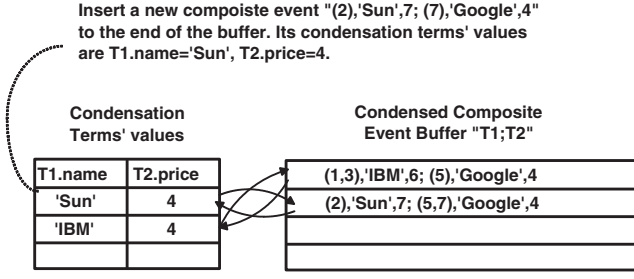 Insert a new compoiste event "(2),'Sun',7; (7),'Google',4"
to the end of the buffer. Its condensation terms' values
are T1.name='Sun', T2.price=4.
Condensation
Terms' values
Condensed Composite
Event Buffer "T1;T2"
T1.name T2.price
(1,3),'IBM',6; (5),'Google',4
'Sun' 4
(2),'Sun',7; (5,7),'Google',4
'IBM' 4